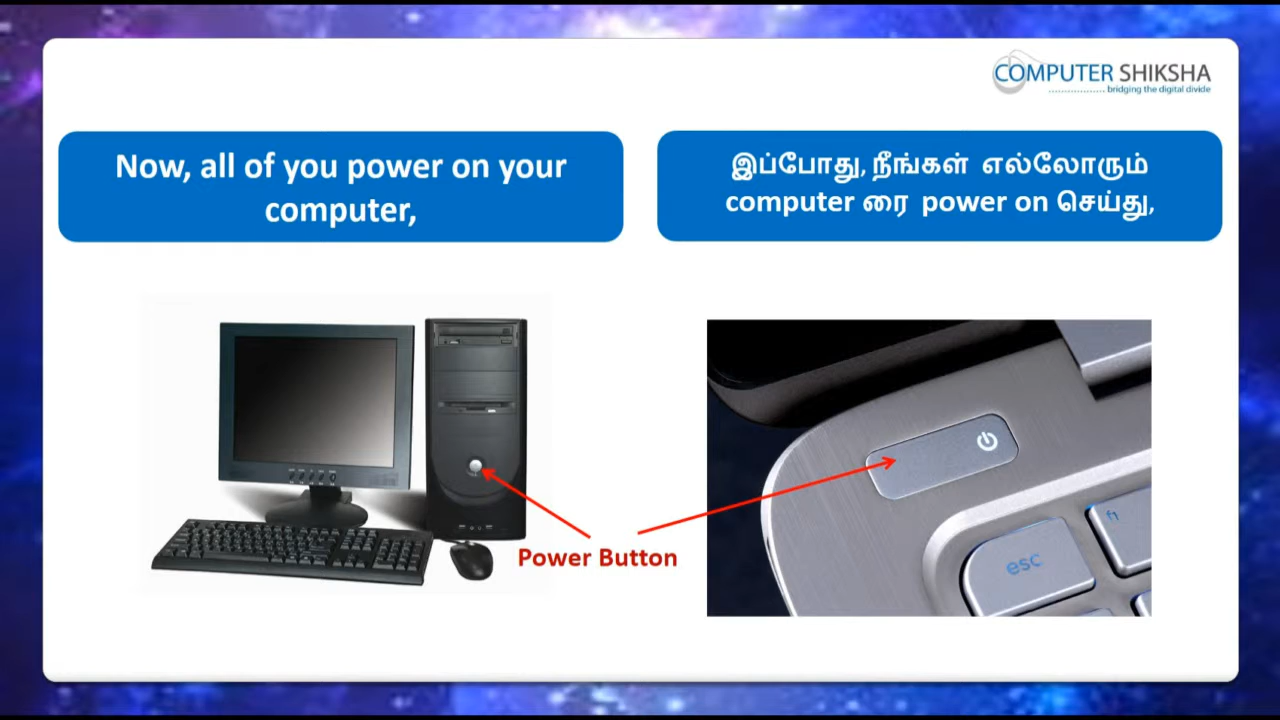 COMPUTER SHIKSHA
bridging the digital divide
Now, all of you power on your
computer,
இப்போது, நீங்கள் எல்லோரும்
computer ரை power on செய்து,
Power Button
esc
f1